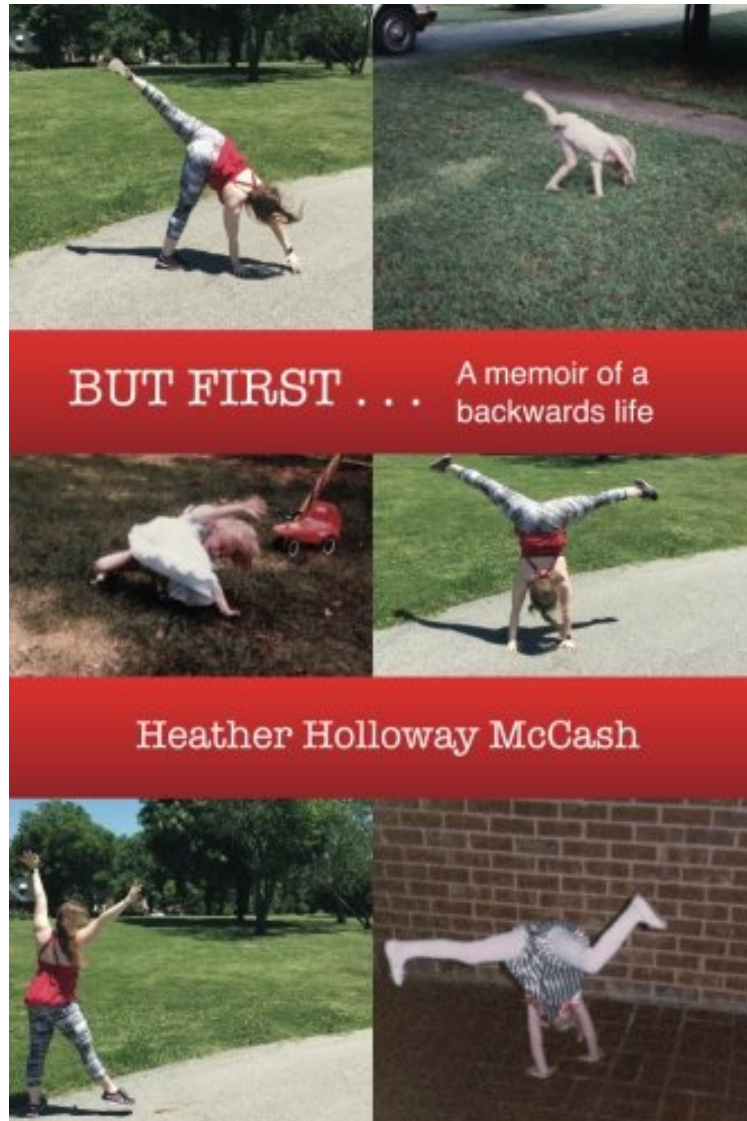 BUT FIRST . . .
A memoir of a
backwards life
Heather Holloway McCash